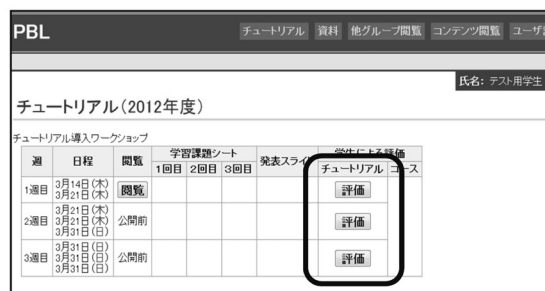 PBL
チュートリアル 資料 他グループ閲覧 コンテンツ閲覧 ユーザ
氏名: テスト用学生
チュートリアル(2012年度)
チュートリアル導入ワークショップ
週 日程 閲覧 学習課題シート 発表スライド 学生による評価
1回目 2回目 3回目 チュートリアル コース
1週目 3月14日(木) 閲覧 評価
3月21日(木)
2週目 3月21日(木) 公開前 評価
3月21日(木)
3月31日(日)
3週目 3月31日(日) 公開前 評価
3月31日(日)
3月31日(日)